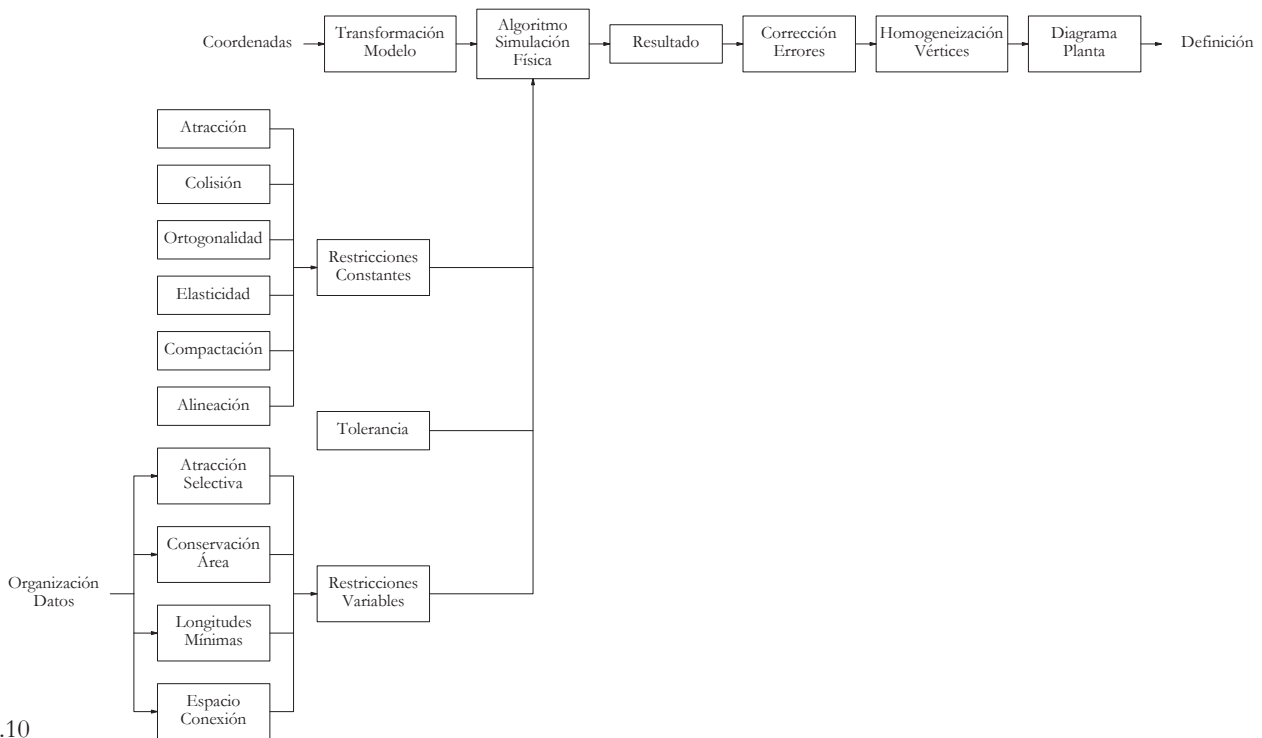 Coordenadas
Transformación
Modelo
Algoritmo
Simulación
Física
Resultado
Corrección
Errores
Homogeneización
Vértices
Diagrama
Planta
Definición
Atracción
Colisión
Ortogonalidad
Elasticidad
Compactación
Alineación
Restricciones
Constantes
Tolerancia
Atracción
Selectiva
Conservación
Área
Longitudes
Mínimas
Espacio
Conexión
Organización
Datos
Restricciones
Variables
.10